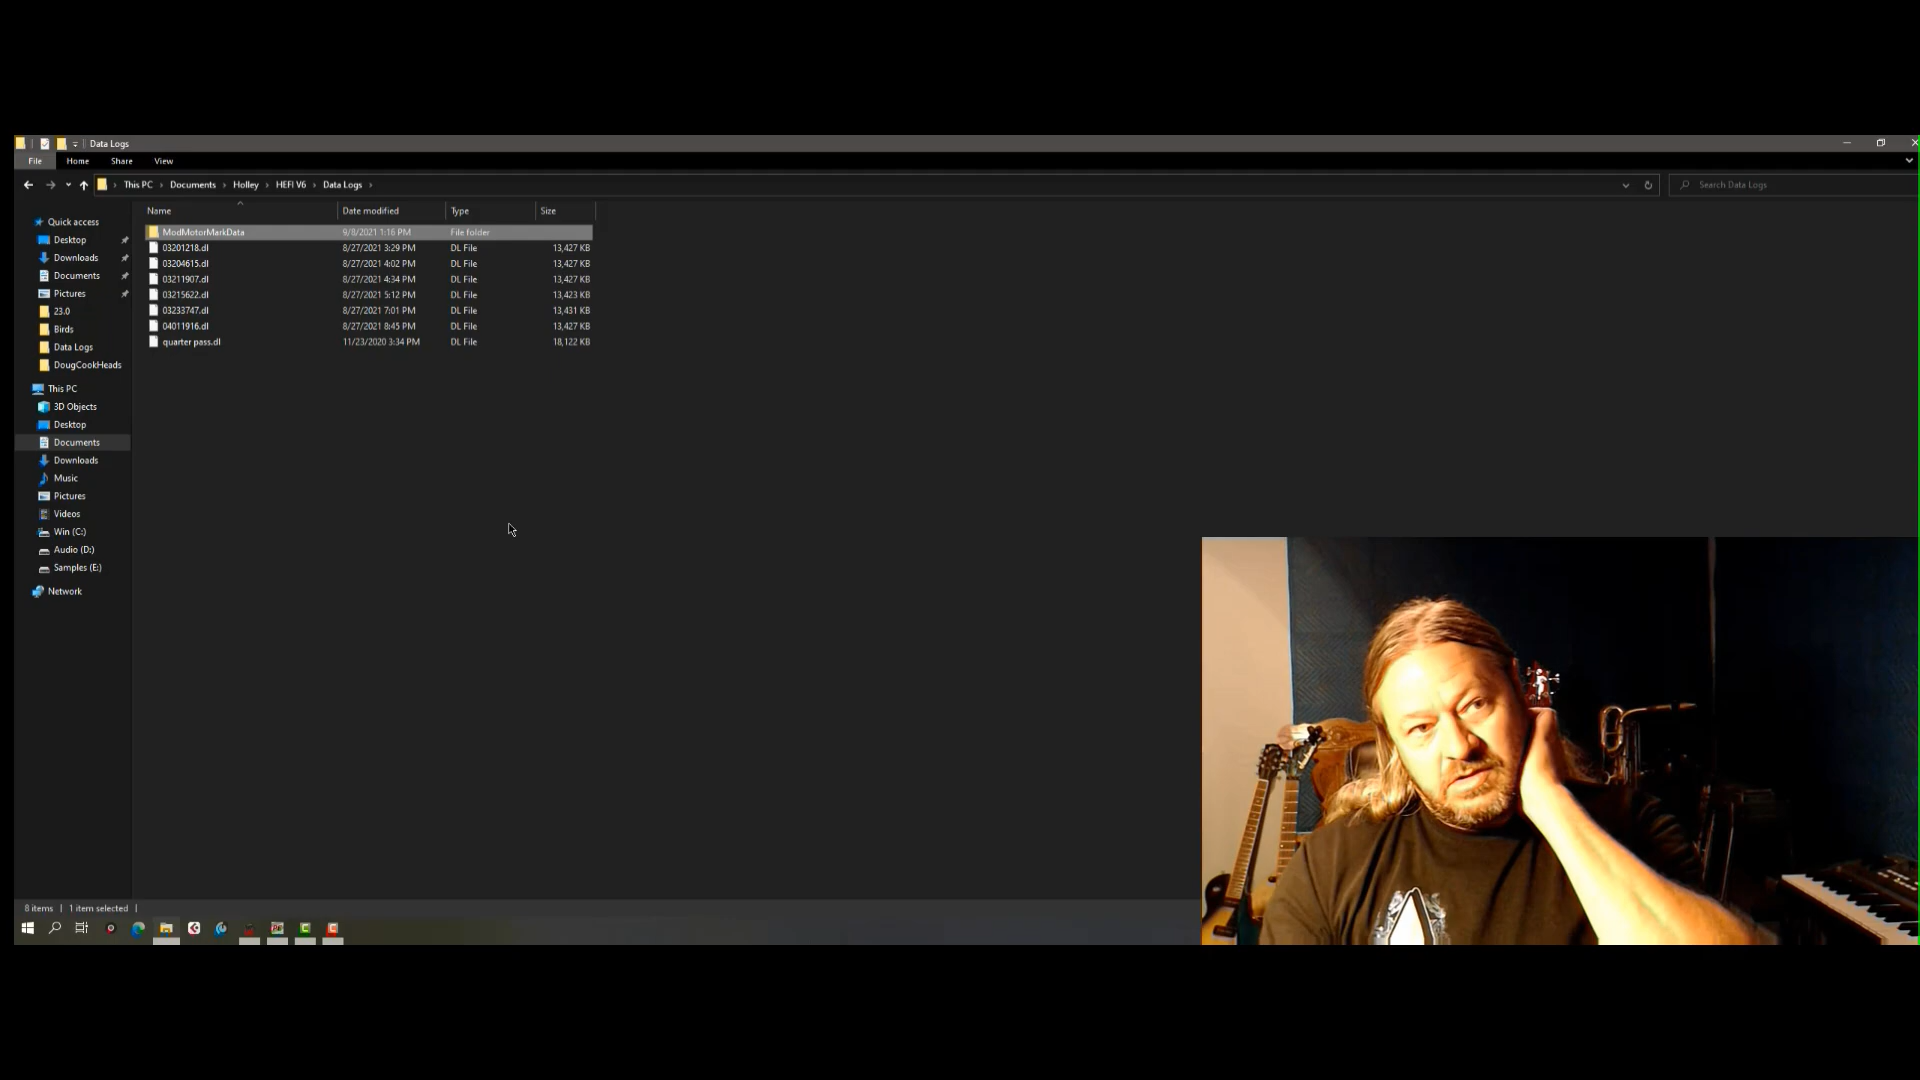 Data Logs
File Home Share View
This PC › Documents › Holley › HEFI V6 › Data Logs ›
Search Data Logs
Name Date modified Type Size
ModMotorMarkData 9/8/2021 1:16 PM File folder
03201218.dl 8/27/2021 3:29 PM DL File 13,427 KB
03204615.dl 8/27/2021 4:02 PM DL File 13,427 KB
03211907.dl 8/27/2021 4:34 PM DL File 13,427 KB
03215622.dl 8/27/2021 5:12 PM DL File 13,423 KB
03233747.dl 8/27/2021 7:01 PM DL File 13,431 KB
04011916.dl 8/27/2021 8:45 PM DL File 13,427 KB
quarter pass.dl 11/23/2020 3:34 PM DL File 18,122 KB
Quick access
Desktop
Downloads
Documents
Pictures
23.0
Birds
Data Logs
DougCookHeads
This PC
3D Objects
Desktop
Documents
Downloads
Music
Pictures
Videos
Win (C:)
Audio (D:)
Samples (E:)
Network
8 items | 1 item selected |